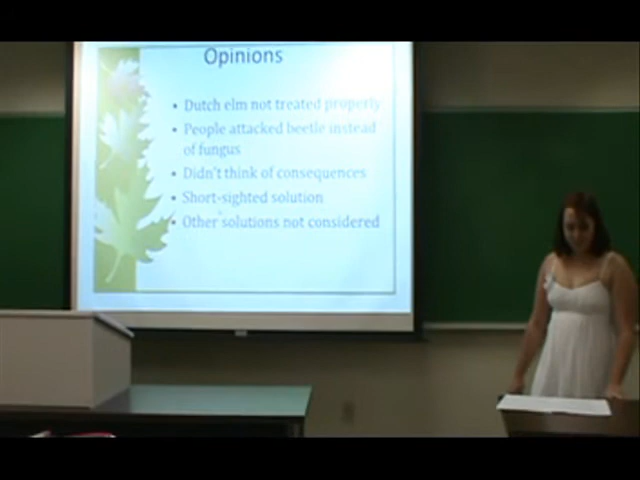 Opinions
• Dutch elm not treated properly
• People attacked beetle instead
of fungus
• Didn't think of consequences
• Short-sighted solution
• Other solutions not considered